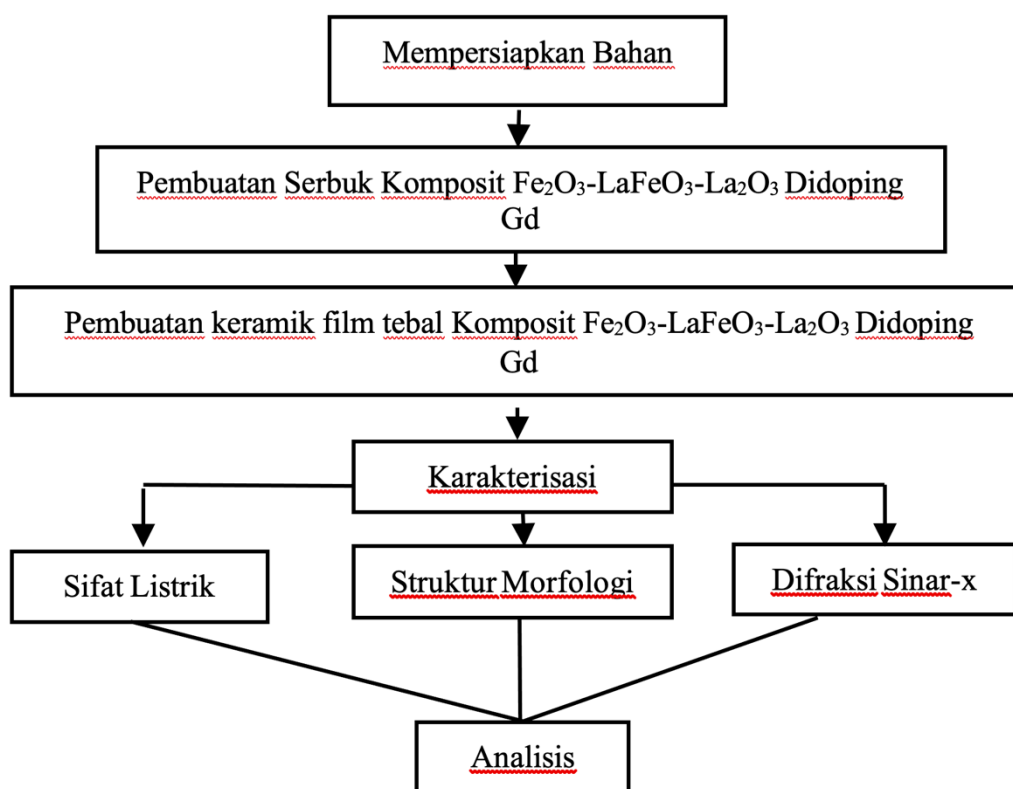 Mempersiapkan Bahan
Pembuatan Serbuk Komposit Fe₂O₃-LaFeO₃-La₂O₃ Didoping
Gd
Pembuatan keramik film tebal Komposit Fe₂O₃-LaFeO₃-La₂O₃ Didoping
Gd
Karakterisasi
Sifat Listrik
Struktur Morfologi
Difraksi Sinar-x
Analisis